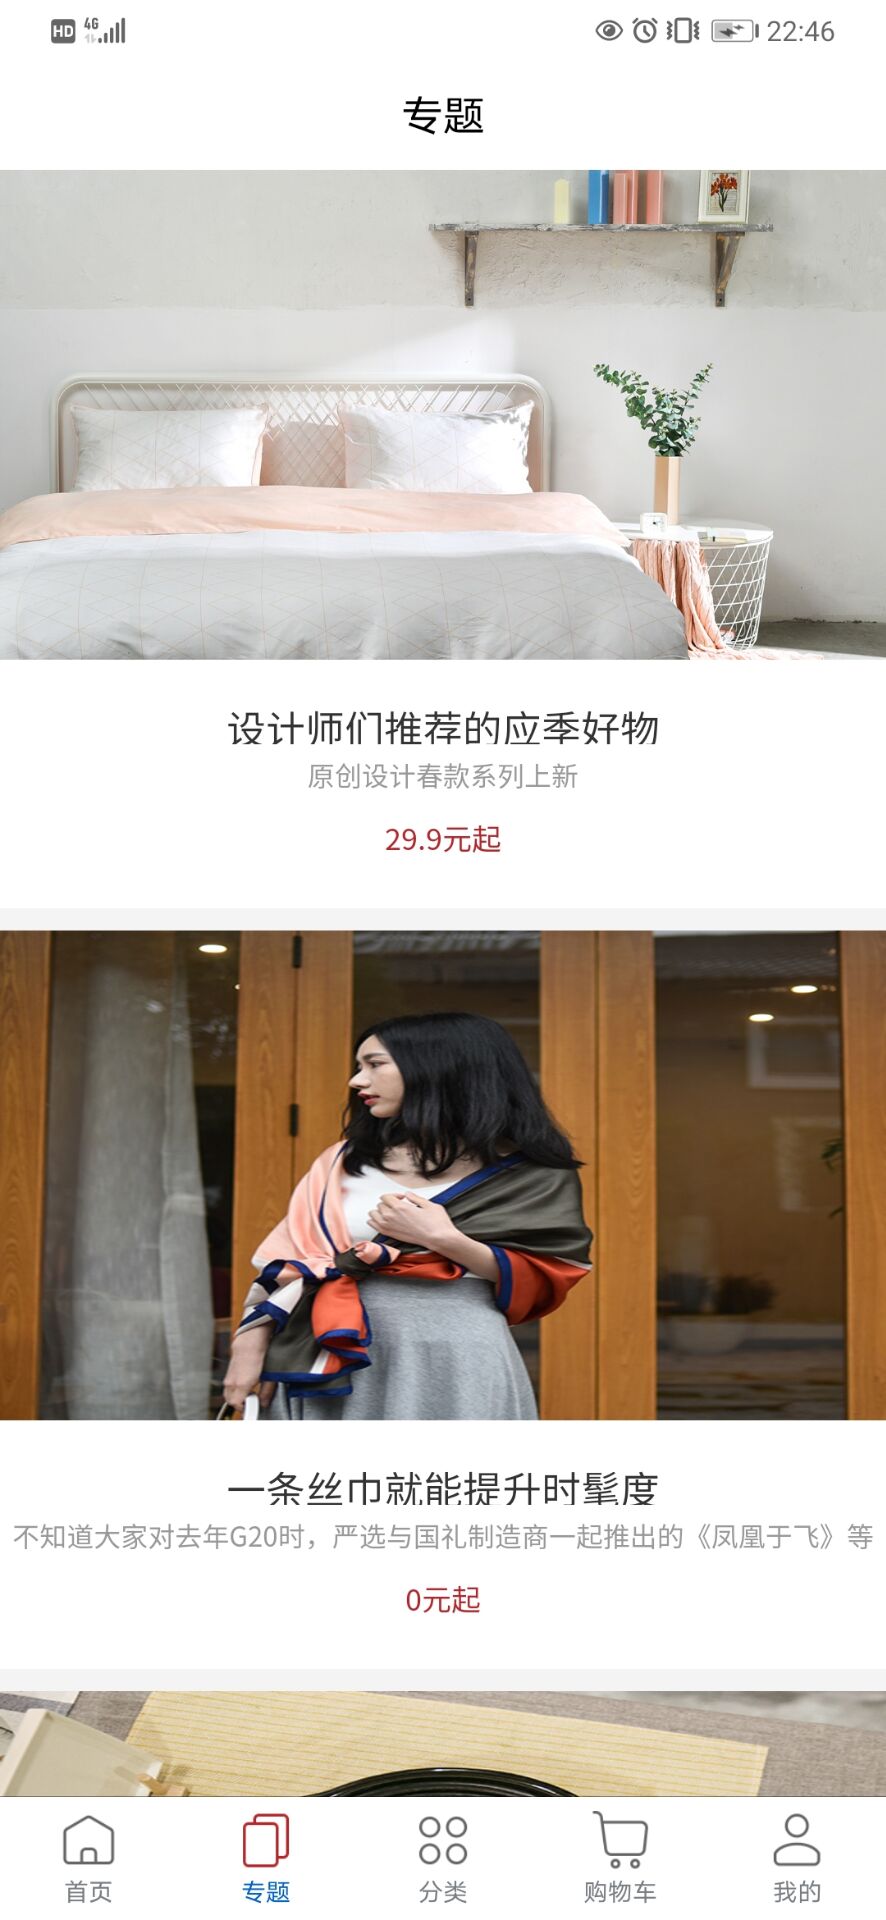 HD 4G 22:46
专题
设计师们推荐的应季好物
原创设计春款系列上新
29.9元起
一条丝巾就能提升时髦度
不知道大家对去年G20时，严选与国礼制造商一起推出的《凤凰于飞》等
0元起
首页 专题 分类 购物车 我的